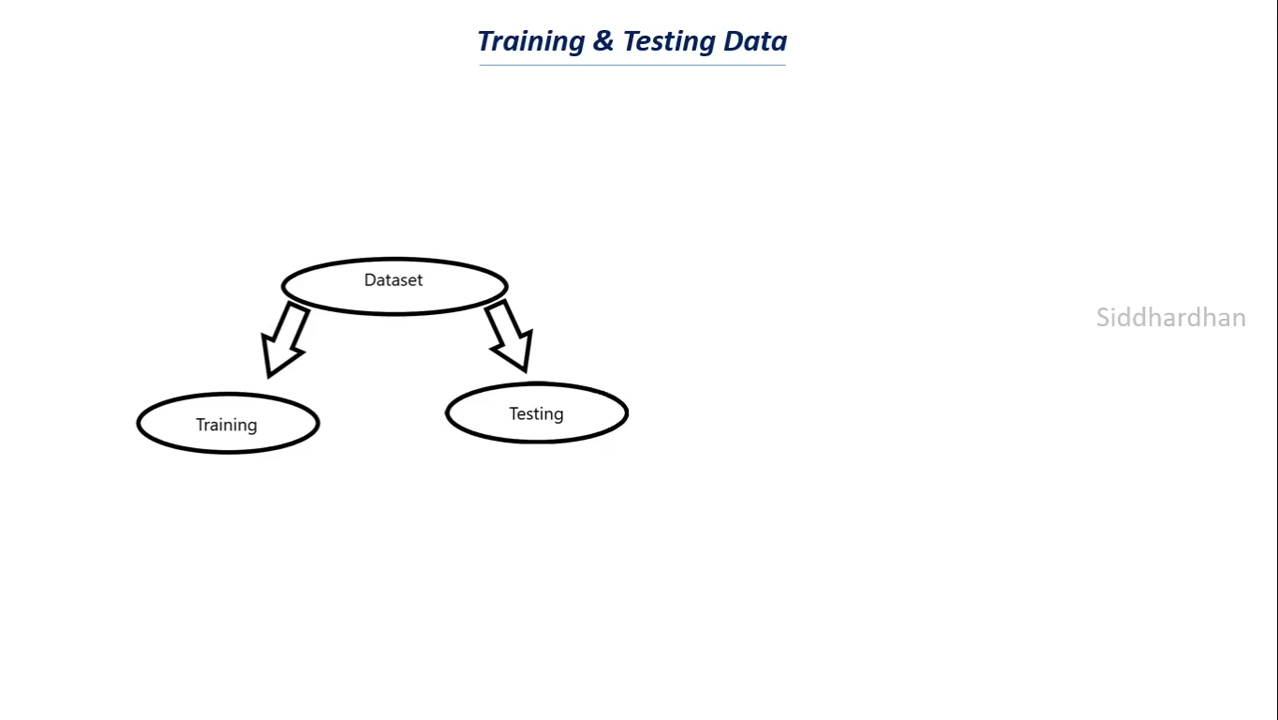 Training & Testing Data
Dataset
Siddhardhan
Training
Testing